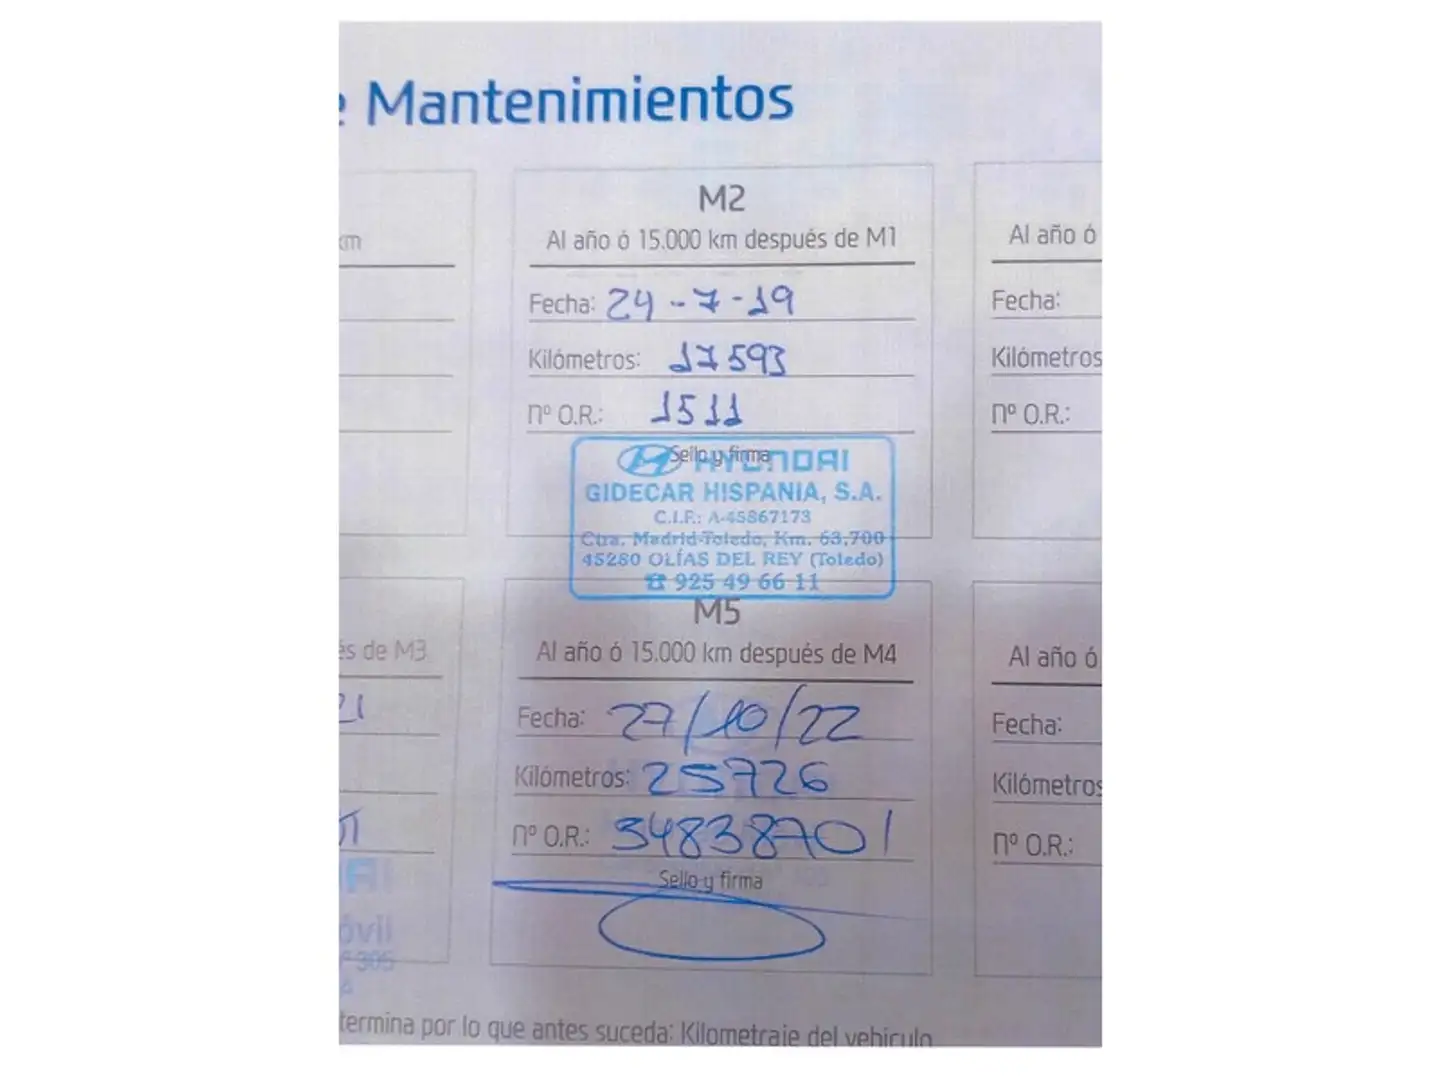 Mantenimientos
km
M2
Al año ó 15.000 km después de M1
Fecha: 24-7-19
Kilómetros: 17593
nº O.R.: 1511
Sello y firma
HYUNDAI
GIDECAR HISPANIA, S.A.
C.I.F.: A-45867173
Ctra. Madrid-Toledo, Km. 63,700
45280 OLÍAS DEL REY (Toledo)
☎ 925 49 66 11
Al año ó
Fecha:
Kilómetros
nº O.R.:
és de M3
21
M5
Al año ó 15.000 km después de M4
Fecha: 27/10/22
Kilómetros: 25726
nº O.R.: 34838701
Sello y firma
Al año ó
Fecha:
Kilómetros
nº O.R.:
óvil
305
termina por lo que antes suceda: Kilometraje del vehículo